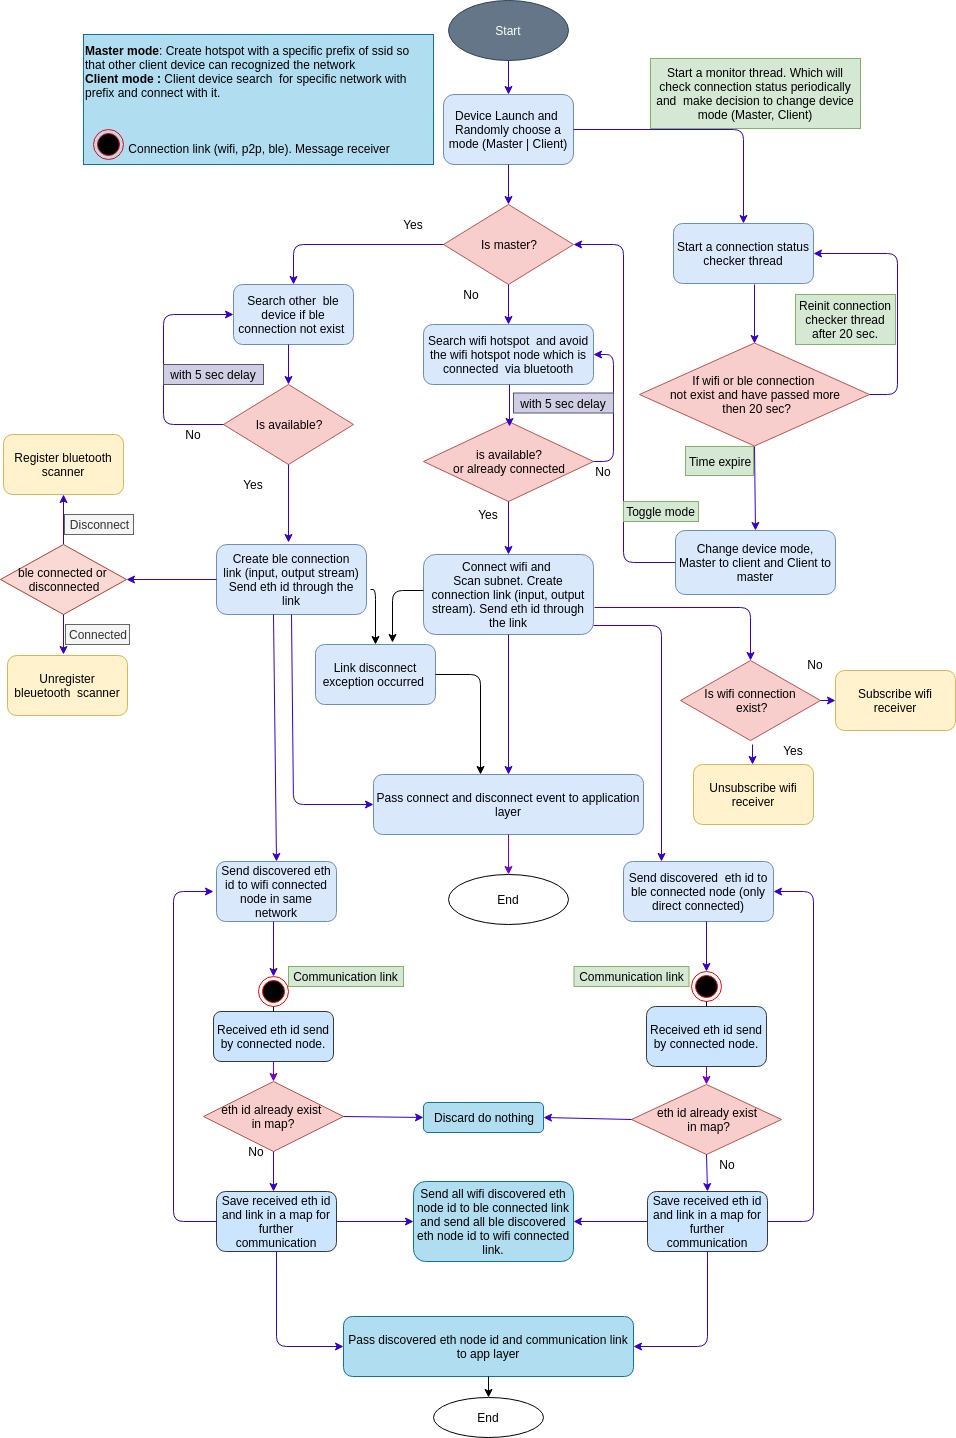 Start
Master mode: Create hotspot with a specific prefix of ssid so
that other client device can recognized the network
Client mode : Client device search  for specific network with
prefix and connect with it.
Connection link (wifi, p2p, ble). Message receiver
Start a monitor thread. Which will
check connection status periodically
and  make decision to change device
mode (Master, Client)
Device Launch and
Randomly choose a
mode (Master | Client)
Yes
Is master?
No
Start a connection status
checker thread
Search other  ble
device if ble
connection not exist
Reinit connection
checker thread
after 20 sec.
Search wifi hotspot  and avoid
the wifi hotspot node which is
connected  via bluetooth
with 5 sec delay
with 5 sec delay
If wifi or ble connection
not exist and have passed more
then 20 sec?
Is available?
No
is available?
or already connected
No
Time expire
Register bluetooth
scanner
Yes
Yes
Toggle mode
Disconnect
Change device mode,
Master to client and Client to
master
ble connected or
disconnected
Create ble connection
link (input, output stream)
Send eth id through the
link
Connect wifi and
Scan subnet. Create
connection link (input, output
stream). Send eth id through
the link
Connected
Link disconnect
exception occurred
Unregister
bleuetooth  scanner
Is wifi connection
exist?
No
Subscribe wifi
receiver
Yes
Unsubscribe wifi
receiver
Pass connect and disconnect event to application
layer
Send discovered eth
id to wifi connected
node in same
network
End
Send discovered  eth id to
ble connected node (only
direct connected)
Communication link
Communication link
Received eth id send
by connected node.
Received eth id send
by connected node.
eth id already exist
in map?
Discard do nothing
eth id already exist
in map?
No
No
Save received eth id
and link in a map for
further
communication
Send all wifi discovered eth
node id to ble connected link
and send all ble discovered
eth node id to wifi connected
link.
Save received eth id
and link in a map for
further
communication
Pass discovered eth node id and communication link
to app layer
End